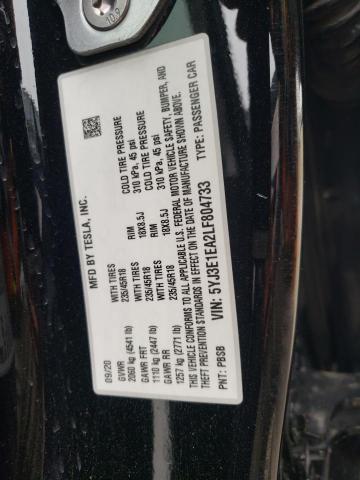 10.9
MFD BY TESLA, INC.
09/20
GVWR
2060 kg (4541 lb)
GAWR FRT
1110 kg (2447 lb)
WITH TIRES
235/45R18
RIM
18X8.5J
COLD TIRE PRESSURE
310 kPa, 45 psi
GAWR RR
1257 kg (2771 lb)
WITH TIRES
235/45R18
RIM
18X8.5J
COLD TIRE PRESSURE
310 kPa, 45 psi
CONFORMS TO ALL APPLICABLE U.S. FEDERAL MOTOR VEHICLE SAFETY, BUMPER, AND
THEFT PREVENTION STANDARDS IN EFFECT ON THE DATE OF MANUFACTURE SHOWN ABOVE.
VIN: 5YJ3E1EA2LF804733
TYPE: PASSENGER CAR
PNT: PBSB